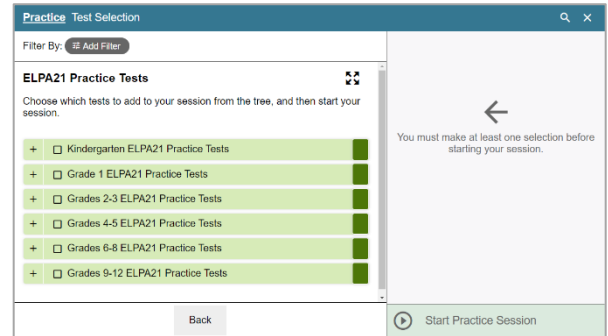 Practice Test Selection
Filter By: Add Filter
ELPA21 Practice Tests
Choose which tests to add to your session from the tree, and then start your
session.
+ Kindergarten ELPA21 Practice Tests
+ Grade 1 ELPA21 Practice Tests
+ Grades 2-3 ELPA21 Practice Tests
+ Grades 4-5 ELPA21 Practice Tests
+ Grades 6-8 ELPA21 Practice Tests
+ Grades 9-12 ELPA21 Practice Tests
Back
You must make at least one selection before
starting your session.
Start Practice Session